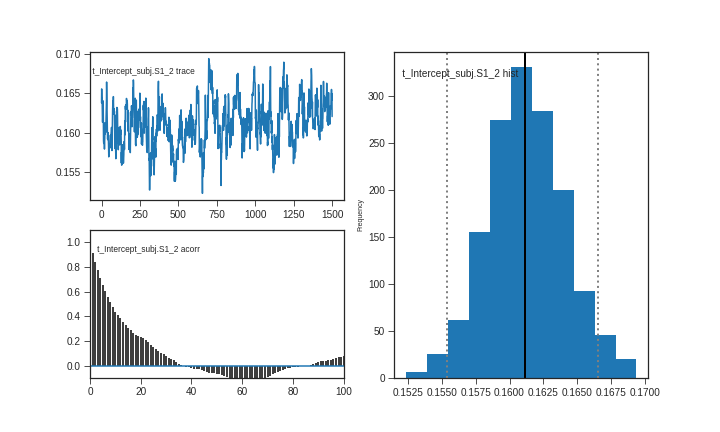 t_Intercept_subj.S1_2 trace
0.170
0.165
0.160
0.155
0 250 500 750 1000 1250 1500
t_Intercept_subj.S1_2 acorr
1.0
0.8
0.6
0.4
0.2
0.0
0 20 40 60 80 100
t_Intercept_subj.S1_2 hist
Frequency
300
250
200
150
100
50
0
0.1525 0.1550 0.1575 0.1600 0.1625 0.1650 0.1675 0.1700